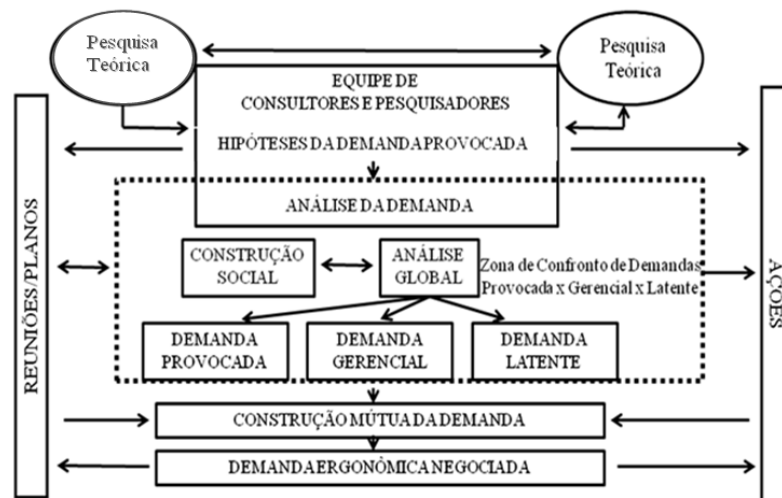 Pesquisa
Teórica
Pesquisa
Teórica
EQUIPE DE
CONSULTORES E PESQUISADORES
HIPÓTESES DA DEMANDA PROVOCADA
ANÁLISE DA DEMANDA
CONSTRUÇÃO
SOCIAL
ANÁLISE
GLOBAL
Zona de Confronto de Demandas
Provocada x Gerencial x Latente
DEMANDA
PROVOCADA
DEMANDA
GERENCIAL
DEMANDA
LATENTE
CONSTRUÇÃO MÚTUA DA DEMANDA
DEMANDA ERGONÔMICA NEGOCIADA
REUNIÕES/PLANOS
AÇÕES